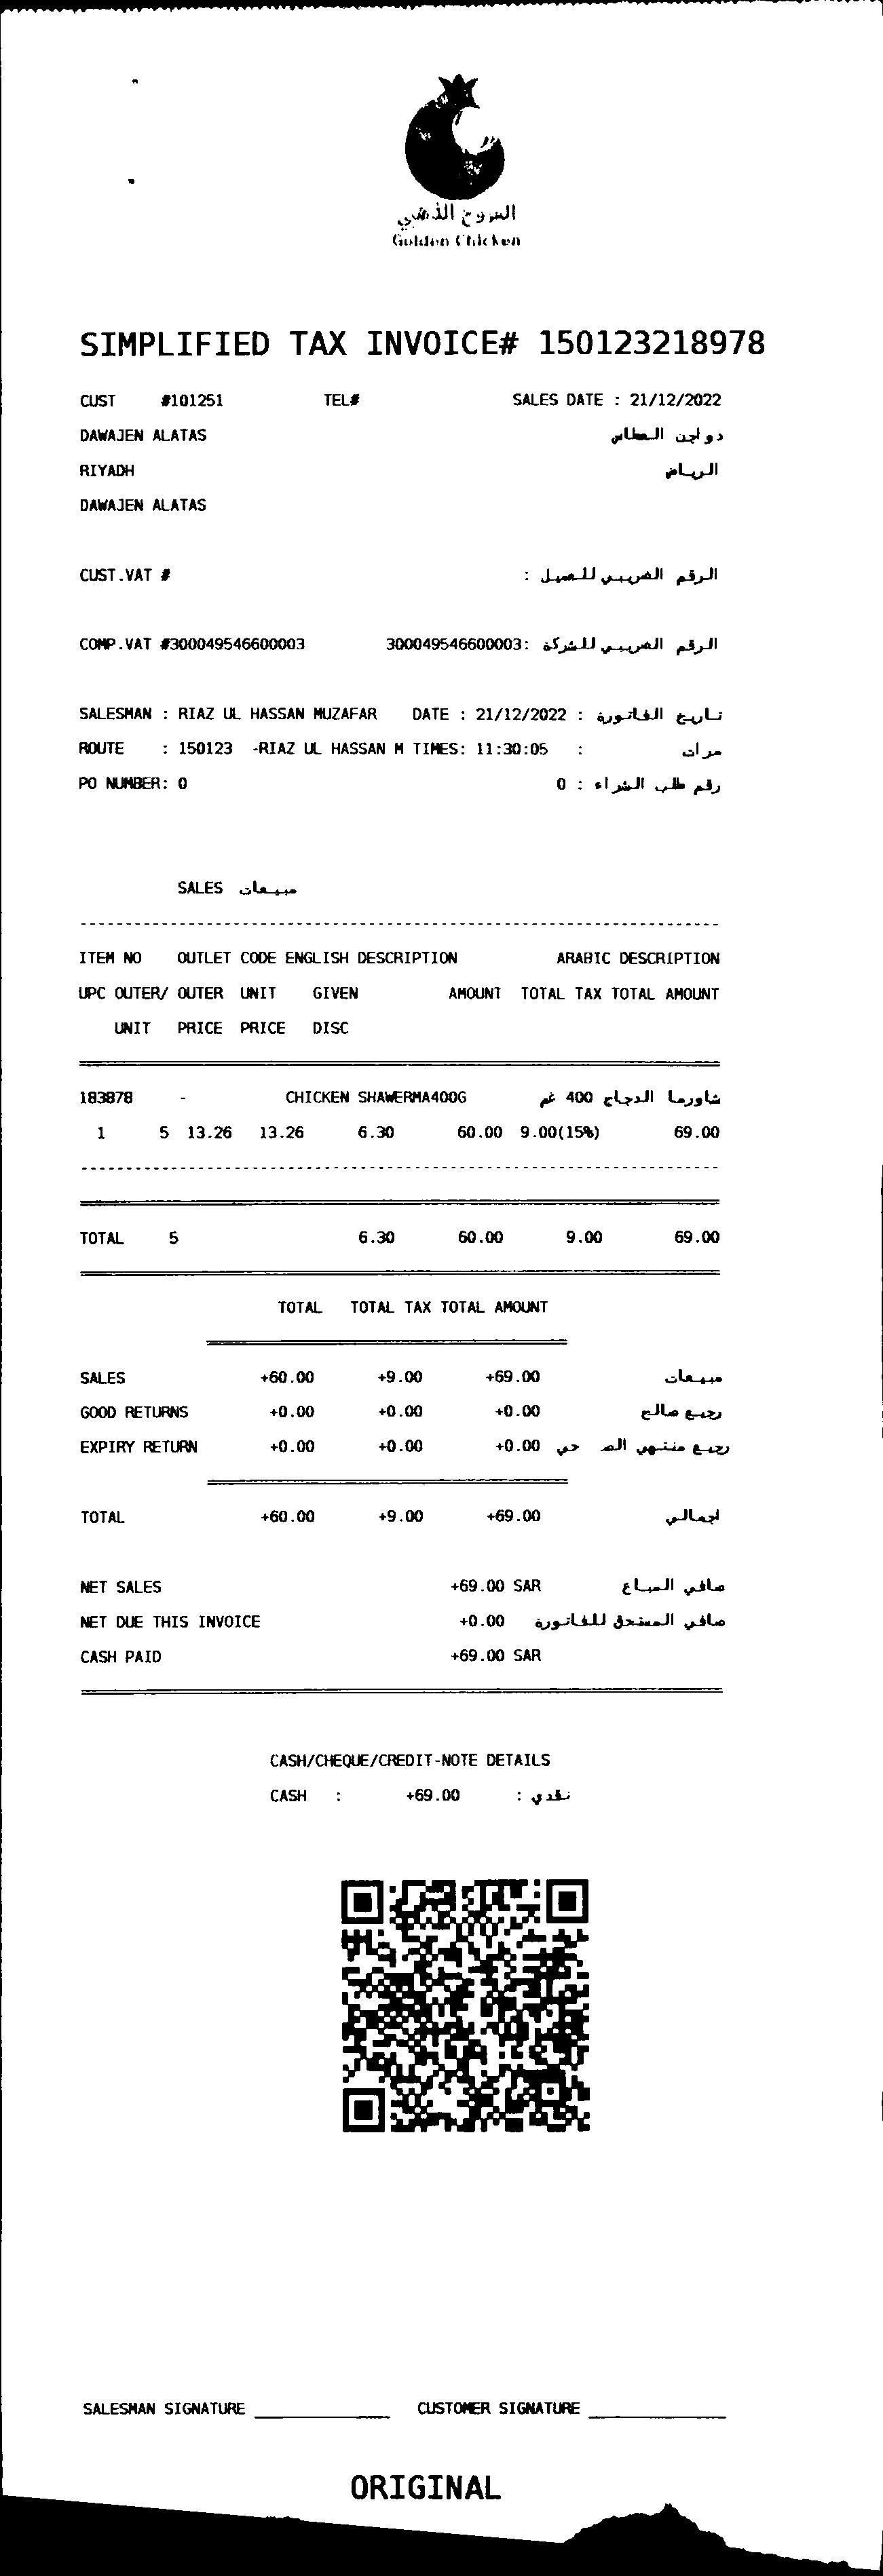 الفروج الذهبي
Golden Chicken
SIMPLIFIED TAX INVOICE# 150123218978
CUST #101251 TEL# SALES DATE : 21/12/2022
DAWAJEN ALATAS دواجن العطاس
RIYADH الرياض
DAWAJEN ALATAS
CUST.VAT # الرقم الضريبي للعميل :
COMP.VAT #300049546600003 الرقم الضريبي للشركة :300049546600003
SALESMAN : RIAZ UL HASSAN MUZAFAR DATE : 21/12/2022 : تاريخ الفاتورة
ROUTE : 150123 -RIAZ UL HASSAN M TIMES: 11:30:05 : مرات
PO NUMBER: 0 رقم طلب الشراء : 0
SALES مبيعات
ITEM NO OUTLET CODE ENGLISH DESCRIPTION ARABIC DESCRIPTION
UPC OUTER/ OUTER UNIT GIVEN AMOUNT TOTAL TAX TOTAL AMOUNT
UNIT PRICE PRICE DISC
183878 - CHICKEN SHAWERMA400G شاورما الدجاج 400 غم
1 5 13.26 13.26 6.30 60.00 9.00(15%) 69.00
TOTAL 5 6.30 60.00 9.00 69.00
TOTAL TOTAL TAX TOTAL AMOUNT
SALES +60.00 +9.00 +69.00 مبيعات
GOOD RETURNS +0.00 +0.00 +0.00 رجيع صالح
EXPIRY RETURN +0.00 +0.00 +0.00 رجيع منتهي الص حي
TOTAL +60.00 +9.00 +69.00 اجمالي
NET SALES +69.00 SAR صافي المباع
NET DUE THIS INVOICE +0.00 صافي المستحق للفاتورة
CASH PAID +69.00 SAR
CASH/CHEQUE/CREDIT-NOTE DETAILS
CASH : +69.00 : نقدي
SALESMAN SIGNATURE CUSTOMER SIGNATURE
ORIGINAL